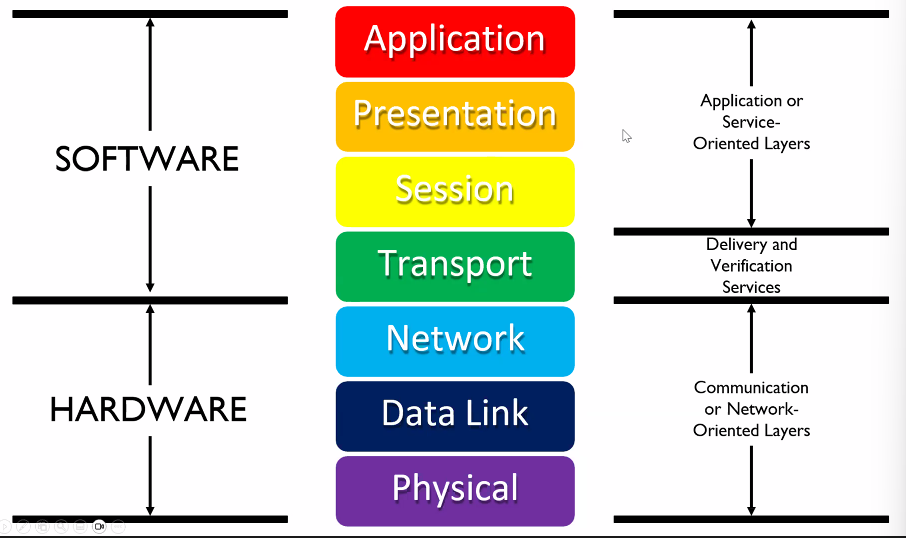 SOFTWARE
HARDWARE
Application
Presentation
Session
Transport
Network
Data Link
Physical
Application or
Service-
Oriented Layers
Delivery and
Verification
Services
Communication
or Network-
Oriented Layers